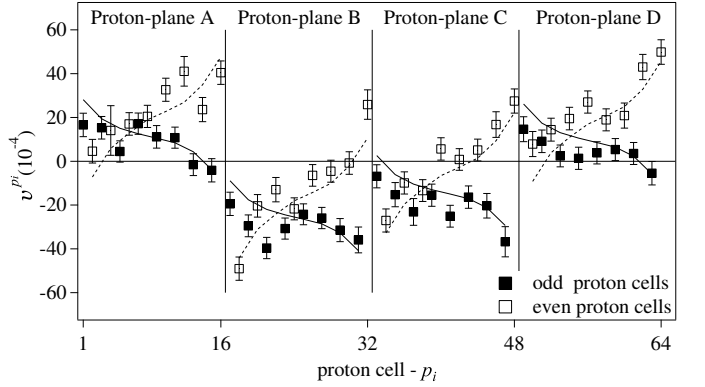 Proton-plane A Proton-plane B Proton-plane C Proton-plane D
60
40
20
0
-20
-40
-60
v^{pi} (10^{-4})
odd proton cells
even proton cells
1 16 32 48 64
proton cell - p_i